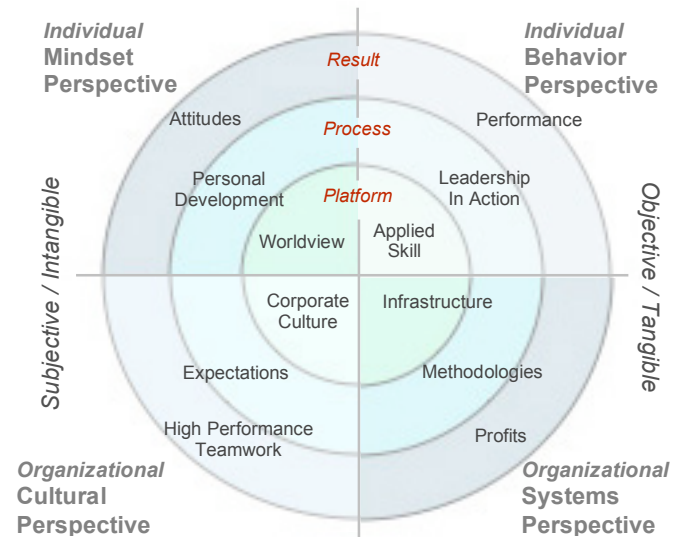 Individual
Mindset
Perspective
Individual
Behavior
Perspective
Result
Attitudes
Performance
Process
Personal
Development
Leadership
In Action
Platform
Worldview
Applied
Skill
Subjective / Intangible
Objective / Tangible
Corporate
Culture
Infrastructure
Expectations
Methodologies
High Performance
Teamwork
Profits
Organizational
Cultural
Perspective
Organizational
Systems
Perspective